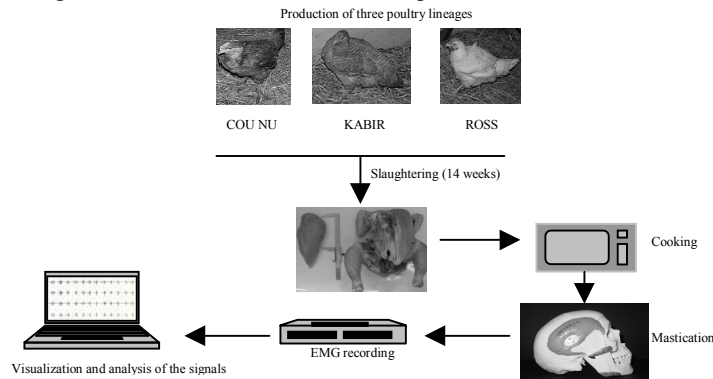 Production of three poultry lineages
COU NU KABIR ROSS
Slaughtering (14 weeks)
Cooking
Mastication
EMG recording
Visualization and analysis of the signals